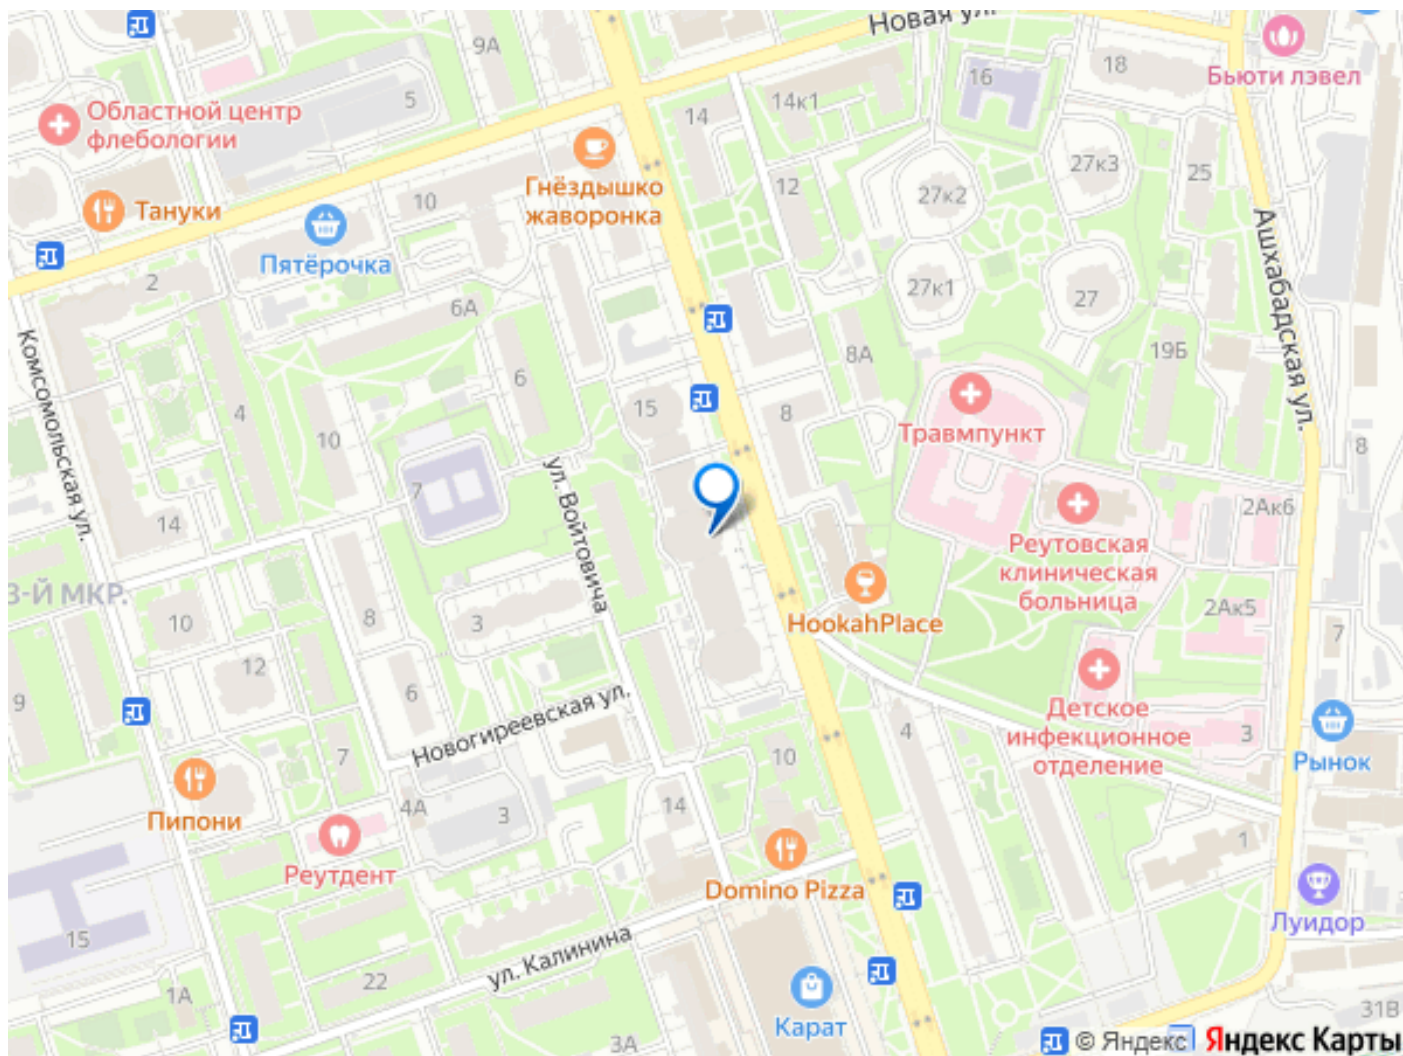 Новая ул.
9А
Бьюти лэвел
18
16
14к1
5
Областной центр
флебологии
14
27к3
25
12
27к2
Гнёздышко
жаворонка
10
Тануки
Пятёрочка
2
27к1
27
Ашхабадская ул.
6А
19Б
8А
Комсомольская ул.
6
4
15
8
10
Травмпункт
8
7
ул. Войтовича
14
2Ак6
Реутовская
клиническая
больница
3-Й МКР.
HookahPlace
2Ак5
8
3
10
7
12
6
9
Новогиреевская ул.
Детское
инфекционное
отделение
4
3
10
7
Рынок
Пипони
4А
3
14
Реутдент
1
Domino Pizza
Луидор
15
ул. Калинина
22
1А
31В
Карат
3А
© Яндекс Яндекс Карты